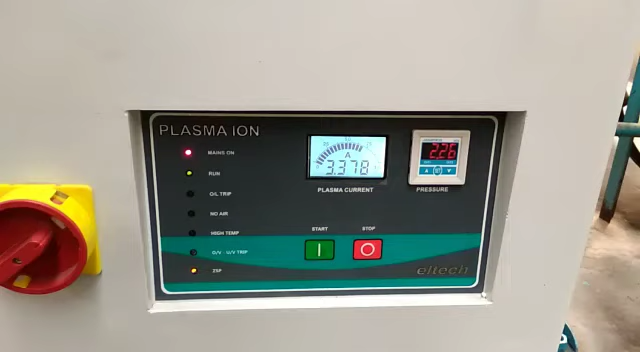 PLASMA ION
MAINS ON
RUN
O/L TRIP
NO AIR
HIGH TEMP
O/V - U/V TRIP
ZSP
A
3.378
PLASMA CURRENT
226
PRESSURE
START
STOP
eltech